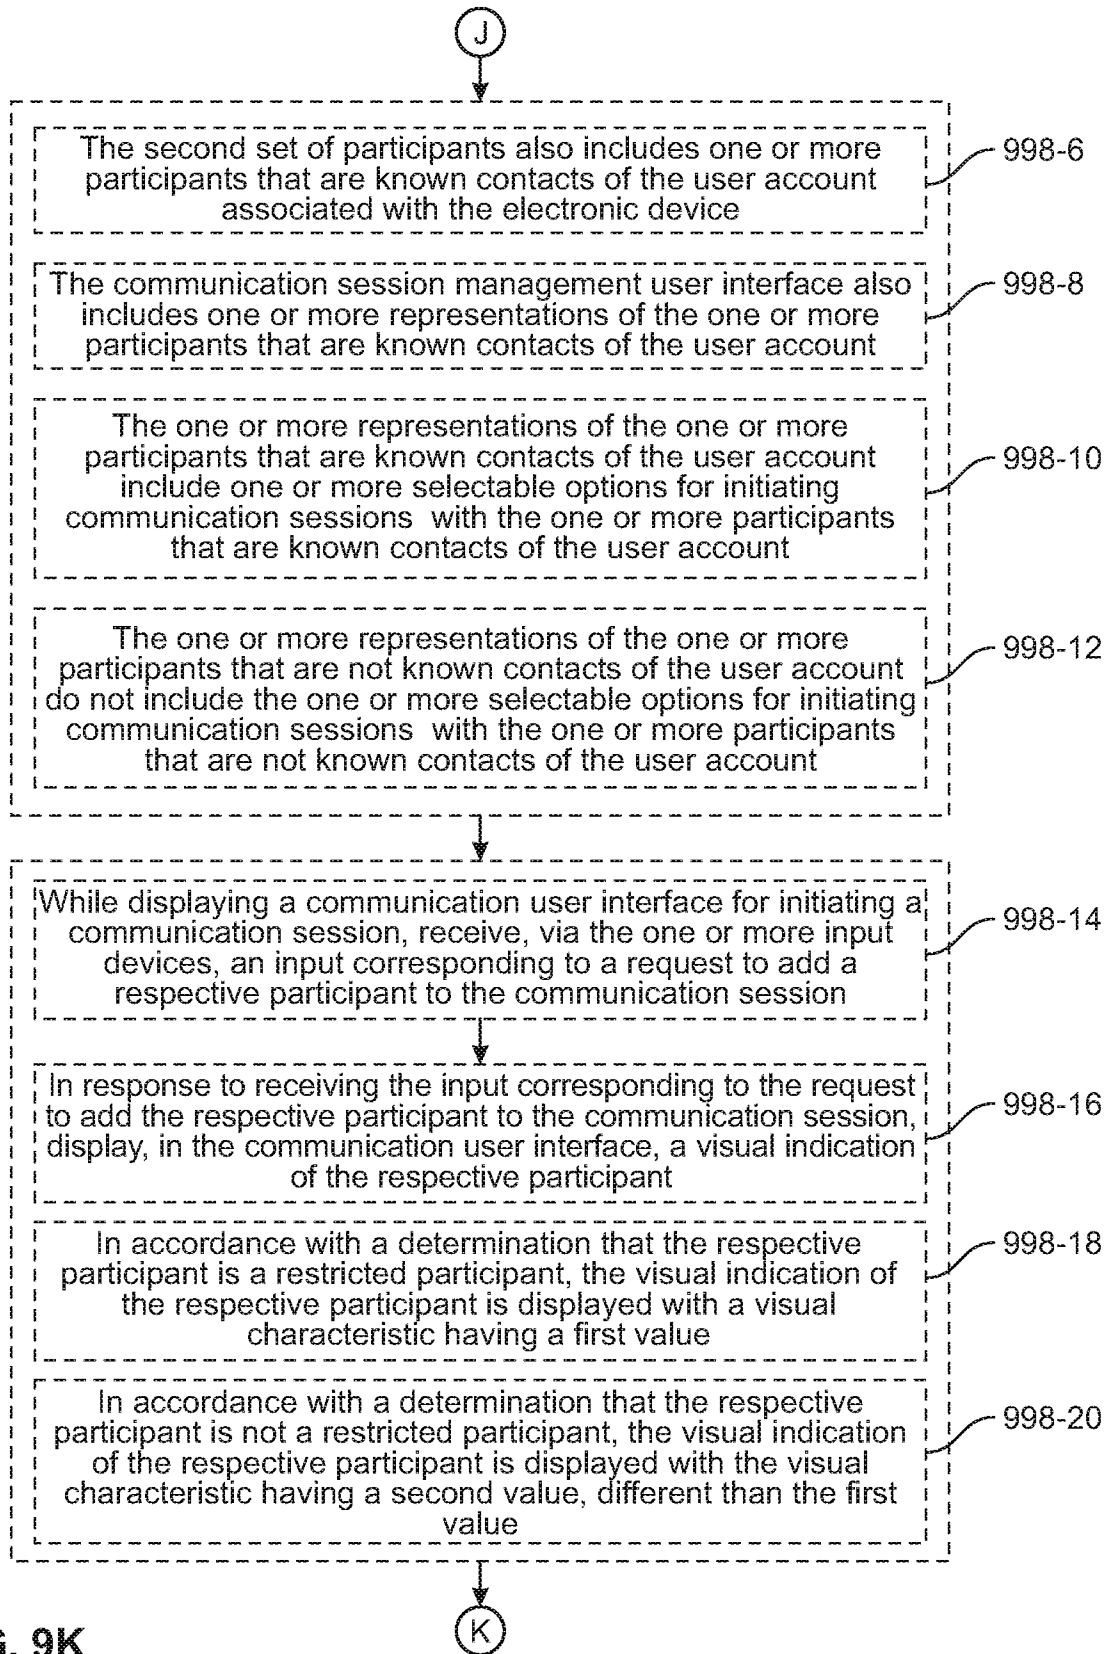 J
The second set of participants also includes one or more
participants that are known contacts of the user account
associated with the electronic device
998-6
The communication session management user interface also
includes one or more representations of the one or more
participants that are known contacts of the user account
998-8
The one or more representations of the one or more
participants that are known contacts of the user account
include one or more selectable options for initiating
communication sessions with the one or more participants
that are known contacts of the user account
998-10
The one or more representations of the one or more
participants that are not known contacts of the user account
do not include the one or more selectable options for initiating
communication sessions with the one or more participants
that are not known contacts of the user account
998-12
While displaying a communication user interface for initiating a
communication session, receive, via the one or more input
devices, an input corresponding to a request to add a
respective participant to the communication session
998-14
In response to receiving the input corresponding to the request
to add the respective participant to the communication session,
display, in the communication user interface, a visual indication
of the respective participant
998-16
In accordance with a determination that the respective
participant is a restricted participant, the visual indication of
the respective participant is displayed with a visual
characteristic having a first value
998-18
In accordance with a determination that the respective
participant is not a restricted participant, the visual indication
of the respective participant is displayed with the visual
characteristic having a second value, different than the first
value
998-20
K
9K